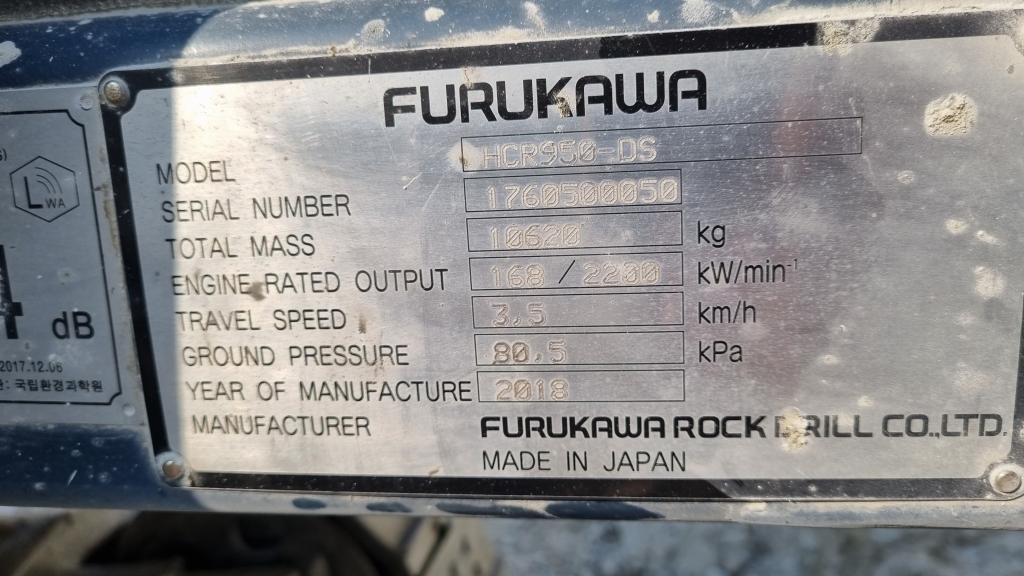 FURUKAWA
MODEL HCR950-DS
SERIAL NUMBER 1760500050
TOTAL MASS 10620 kg
ENGINE RATED OUTPUT 168 / 2200 kW/min⁻¹
TRAVEL SPEED 3.5 km/h
GROUND PRESSURE 80.5 kPa
YEAR OF MANUFACTURE 2018
MANUFACTURER FURUKAWA ROCK DRILL CO.,LTD.
MADE IN JAPAN
LWA
dB
2017.12.06
: 국립환경과학원